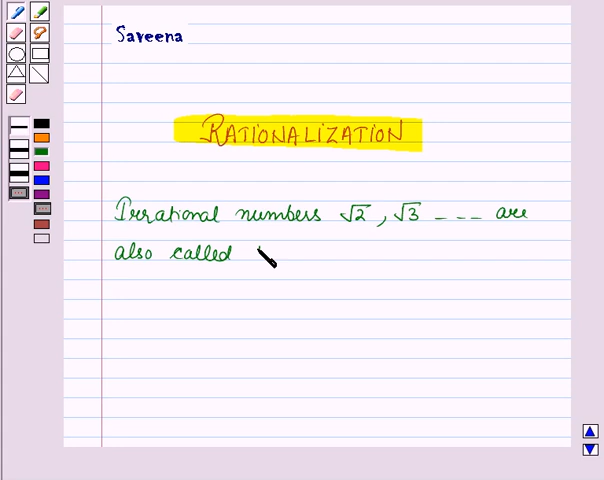 Saveena
RATIONALIZATION
Irrational numbers √2, √3 --- are
also called